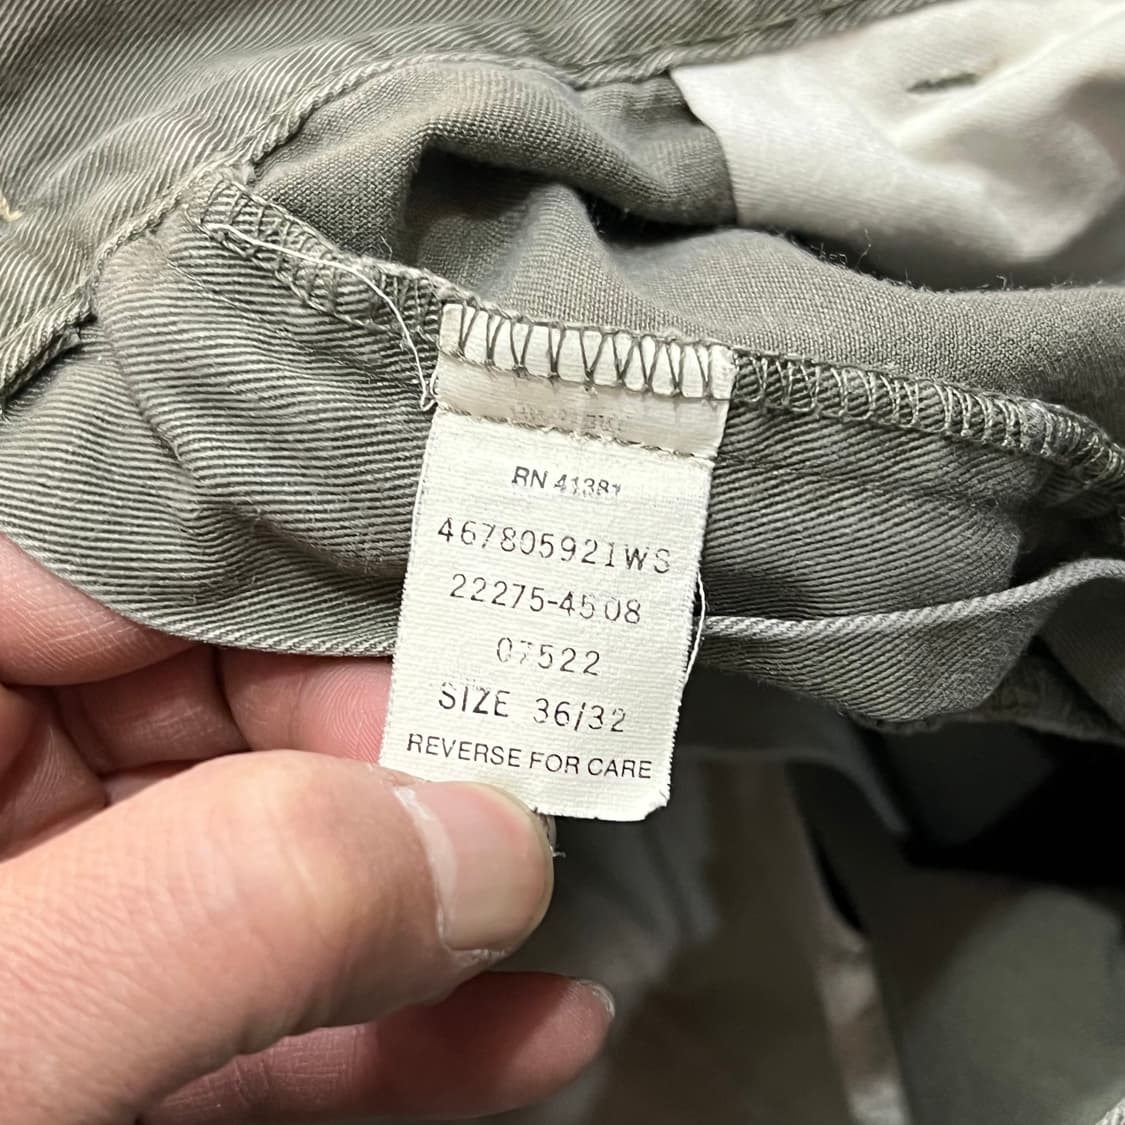 RN 41381
467805921WS
22275-4508
07522
SIZE 36/32
REVERSE FOR CARE